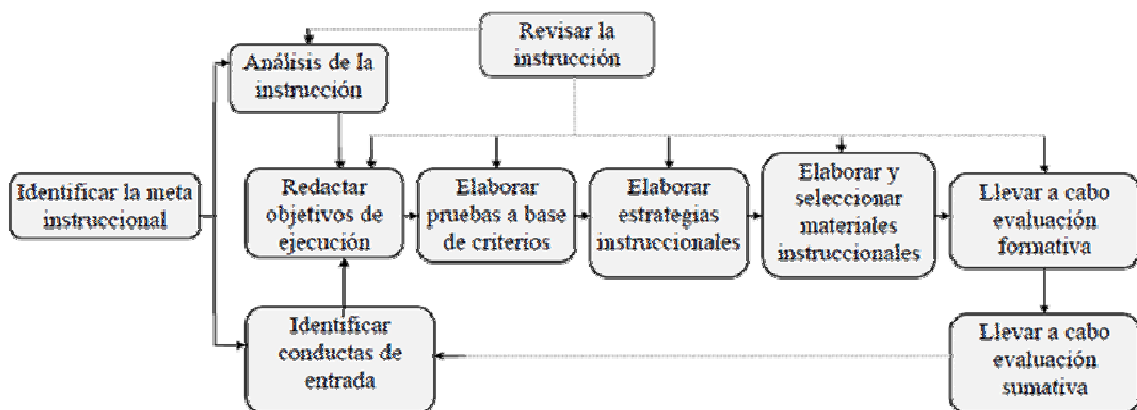 Revisar la
instrucción
Análisis de la
instrucción
Identificar la meta
instruccional
Redactar
objetivos de
ejecución
Elaborar
pruebas a base
de criterios
Elaborar
estrategias
instruccionales
Elaborar y
seleccionar
materiales
instruccionales
Llevar a cabo
evaluación
formativa
Identificar
conductas de
entrada
Llevar a cabo
evaluación
sumativa